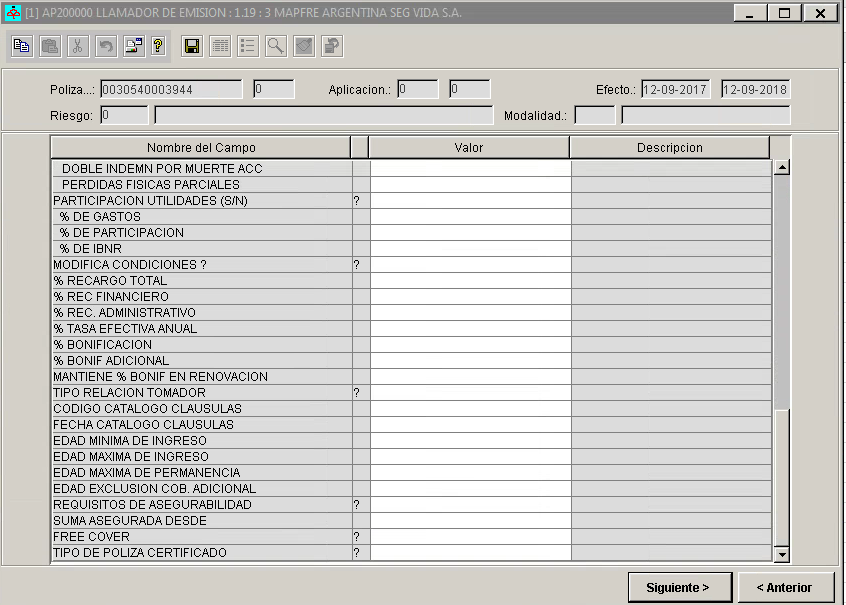 [1] AP200000 LLAMADOR DE EMISION : 1.19 : 3 MAPFRE ARGENTINA SEG VIDA S.A.
Poliza...: 0030540003944 0 Aplicacion.: 0 0 Efecto.: 12-09-2017 12-09-2018
Riesgo: 0 Modalidad.:
Nombre del Campo Valor Descripcion
DOBLE INDEMN POR MUERTE ACC
PERDIDAS FISICAS PARCIALES
PARTICIPACION UTILIDADES (S/N) ?
% DE GASTOS
% DE PARTICIPACION
% DE IBNR
MODIFICA CONDICIONES ? ?
% RECARGO TOTAL
% REC FINANCIERO
% REC. ADMINISTRATIVO
% TASA EFECTIVA ANUAL
% BONIFICACION
% BONIF ADICIONAL
MANTIENE % BONIF EN RENOVACION
TIPO RELACION TOMADOR ?
CODIGO CATALOGO CLAUSULAS
FECHA CATALOGO CLAUSULAS
EDAD MINIMA DE INGRESO
EDAD MAXIMA DE INGRESO
EDAD MAXIMA DE PERMANENCIA
EDAD EXCLUSION COB. ADICIONAL
REQUISITOS DE ASEGURABILIDAD ?
SUMA ASEGURADA DESDE
FREE COVER ?
TIPO DE POLIZA CERTIFICADO ?
Siguiente > < Anterior